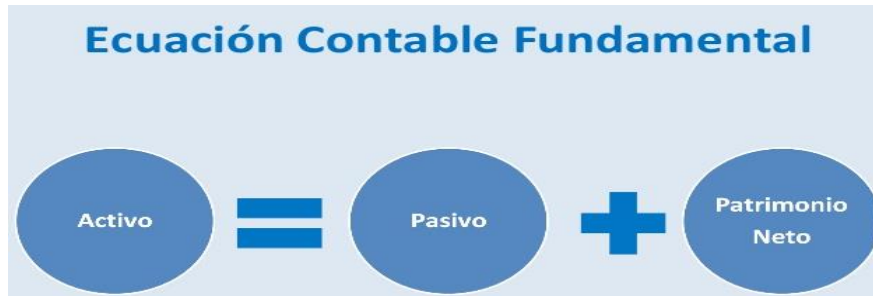 Ecuación Contable Fundamental
Activo = Pasivo + Patrimonio
Neto